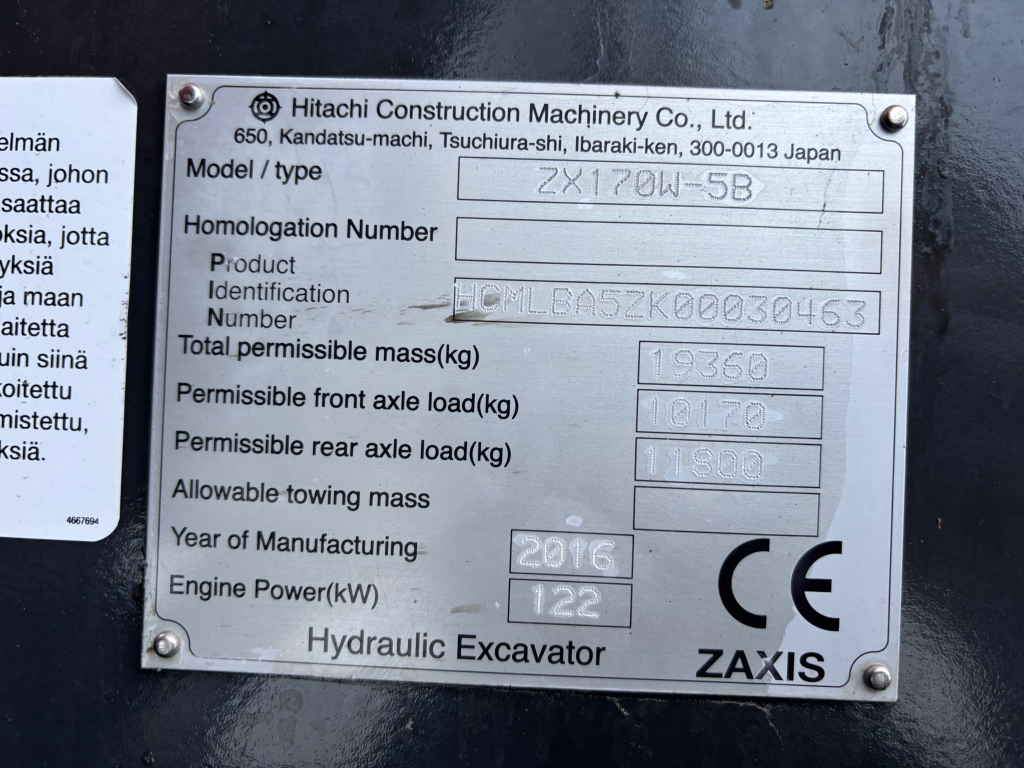 elmän
ssa, johon
saattaa
oksia, jotta
yksiä
ja maan
aitetta
uin siinä
koitettu
mistettu,
ksiä.
4667694
Hitachi Construction Machinery Co., Ltd.
650, Kandatsu-machi, Tsuchiura-shi, Ibaraki-ken, 300-0013 Japan
Model / type ZX170W-5B
Homologation Number
Product
Identification HCMLBA5ZK00030463
Number
Total permissible mass(kg) 19360
Permissible front axle load(kg) 10170
Permissible rear axle load(kg) 11800
Allowable towing mass
Year of Manufacturing 2016
Engine Power(kW) 122
CE
Hydraulic Excavator
ZAXIS